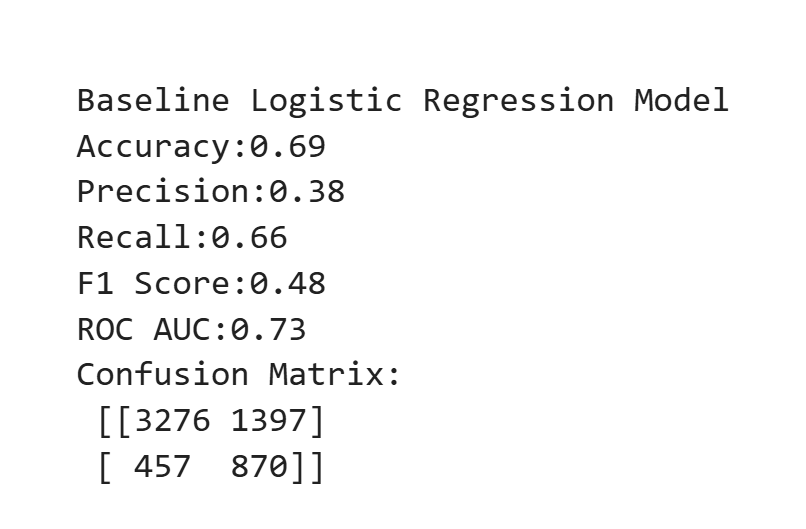 Baseline Logistic Regression Model
Accuracy:0.69
Precision:0.38
Recall:0.66
F1 Score:0.48
ROC AUC:0.73
Confusion Matrix:
[[3276 1397]
[ 457  870]]